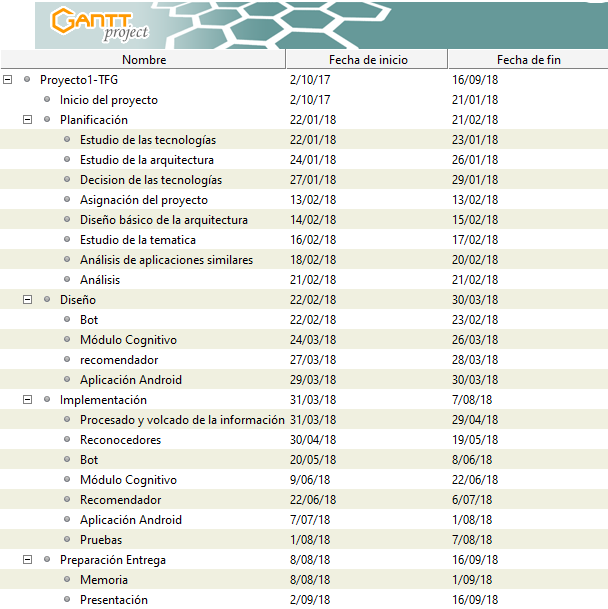 GANTT
project
Nombre Fecha de inicio Fecha de fin
Proyecto1-TFG 2/10/17 16/09/18
Inicio del proyecto 2/10/17 21/01/18
Planificación 22/01/18 21/02/18
Estudio de las tecnologías 22/01/18 23/01/18
Estudio de la arquitectura 24/01/18 26/01/18
Decision de las tecnologías 27/01/18 29/01/18
Asignación del proyecto 13/02/18 13/02/18
Diseño básico de la arquitectura 14/02/18 15/02/18
Estudio de la tematica 16/02/18 17/02/18
Análisis de aplicaciones similares 18/02/18 20/02/18
Análisis 21/02/18 21/02/18
Diseño 22/02/18 30/03/18
Bot 22/02/18 23/02/18
Módulo Cognitivo 24/03/18 26/03/18
recomendador 27/03/18 28/03/18
Aplicación Android 29/03/18 30/03/18
Implementación 31/03/18 7/08/18
Procesado y volcado de la información 31/03/18 29/04/18
Reconocedores 30/04/18 19/05/18
Bot 20/05/18 8/06/18
Módulo Cognitivo 9/06/18 22/06/18
Recomendador 22/06/18 6/07/18
Aplicación Android 7/07/18 1/08/18
Pruebas 1/08/18 7/08/18
Preparación Entrega 8/08/18 16/09/18
Memoria 8/08/18 1/09/18
Presentación 2/09/18 16/09/18